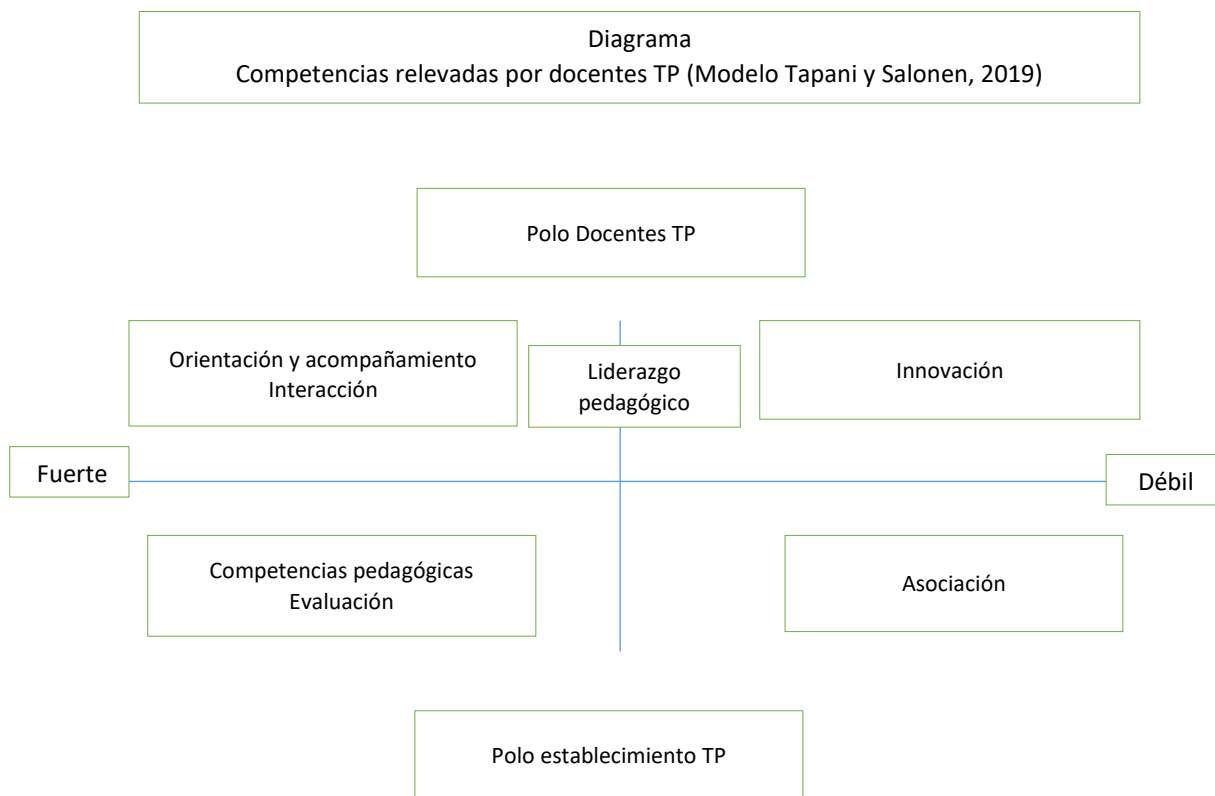 Diagrama
Competencias relevadas por docentes TP (Modelo Tapani y Salonen, 2019)
Polo Docentes TP
Orientación y acompañamiento
Interacción
Liderazgo
pedagógico
Innovación
Fuerte
Débil
Competencias pedagógicas
Evaluación
Asociación
Polo establecimiento TP